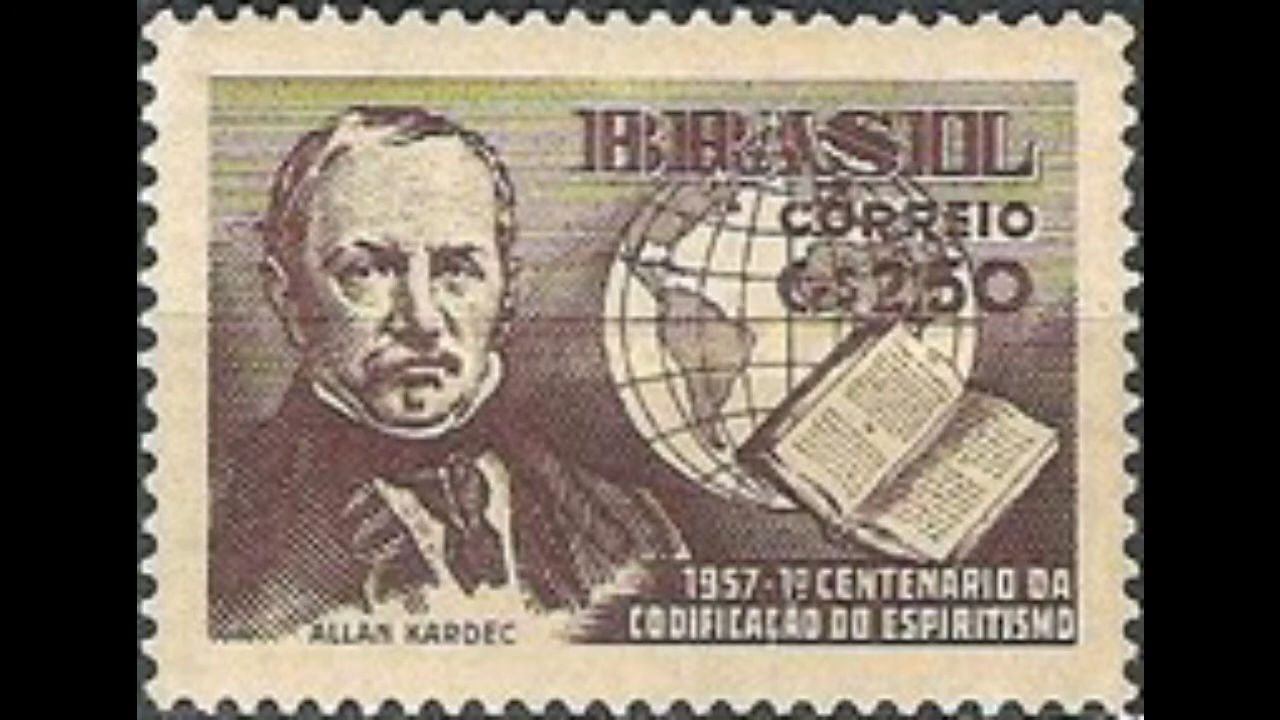 BRASIL
CORREIO
Cr$ 2,50
1957-1º CENTENARIO DA
CODIFICAÇÃO DO ESPIRITISMO
ALLAN KARDEC